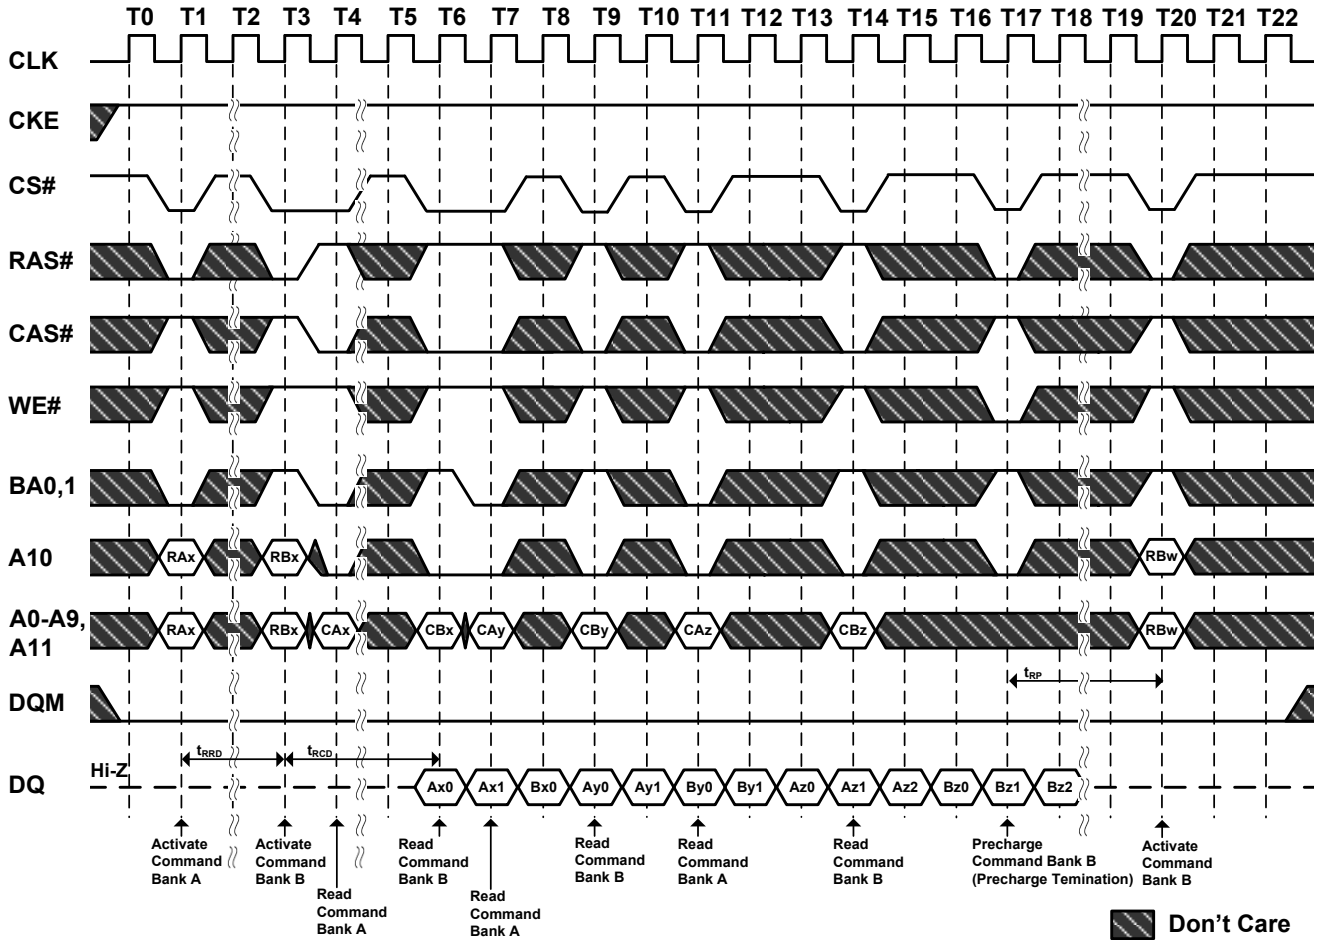 T0 T1 T2 T3 T4 T5 T6 T7 T8 T9 T10 T11 T12 T13 T14 T15 T16 T17 T18 T19 T20 T21 T22
CLK
CKE
CS#
RAS#
CAS#
WE#
BA0,1
A10
RAx RBx RBw
A0-A9,
A11
RAx RBx CAx CBx CAy CBy CAz CBz RBw
tRP
DQM
tRRD tRCD
Hi-Z
DQ
Ax0 Ax1 Bx0 Ay0 Ay1 By0 By1 Az0 Az1 Az2 Bz0 Bz1 Bz2
Activate
Command
Bank A
Activate
Command
Bank B
Read
Command
Bank A
Read
Command
Bank B
Read
Command
Bank A
Read
Command
Bank B
Read
Command
Bank A
Read
Command
Bank B
Precharge
Command Bank B
(Precharge Temination)
Activate
Command
Bank B
Don't Care